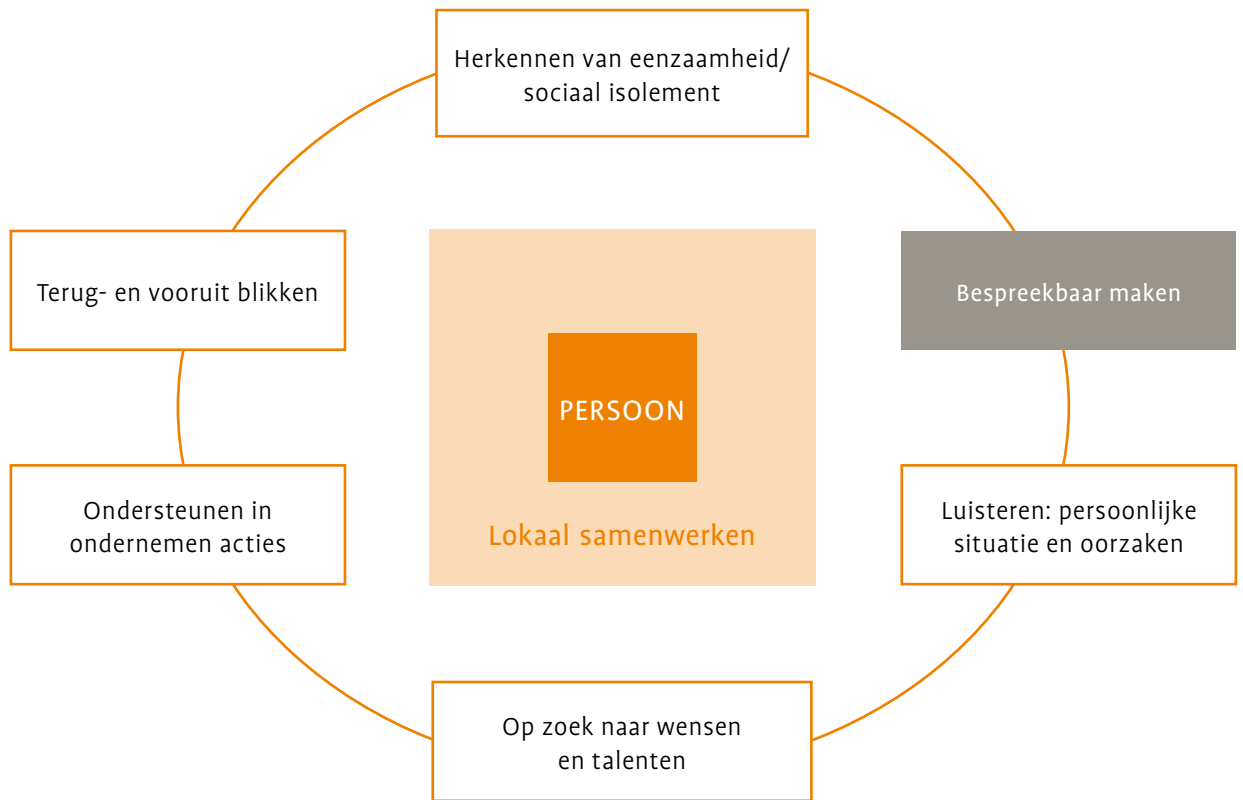 Herkennen van eenzaamheid/
sociaal isolement
Terug- en vooruit blikken
Bespreekbaar maken
PERSOON
Lokaal samenwerken
Ondersteunen in
ondernemen acties
Luisteren: persoonlijke
situatie en oorzaken
Op zoek naar wensen
en talenten